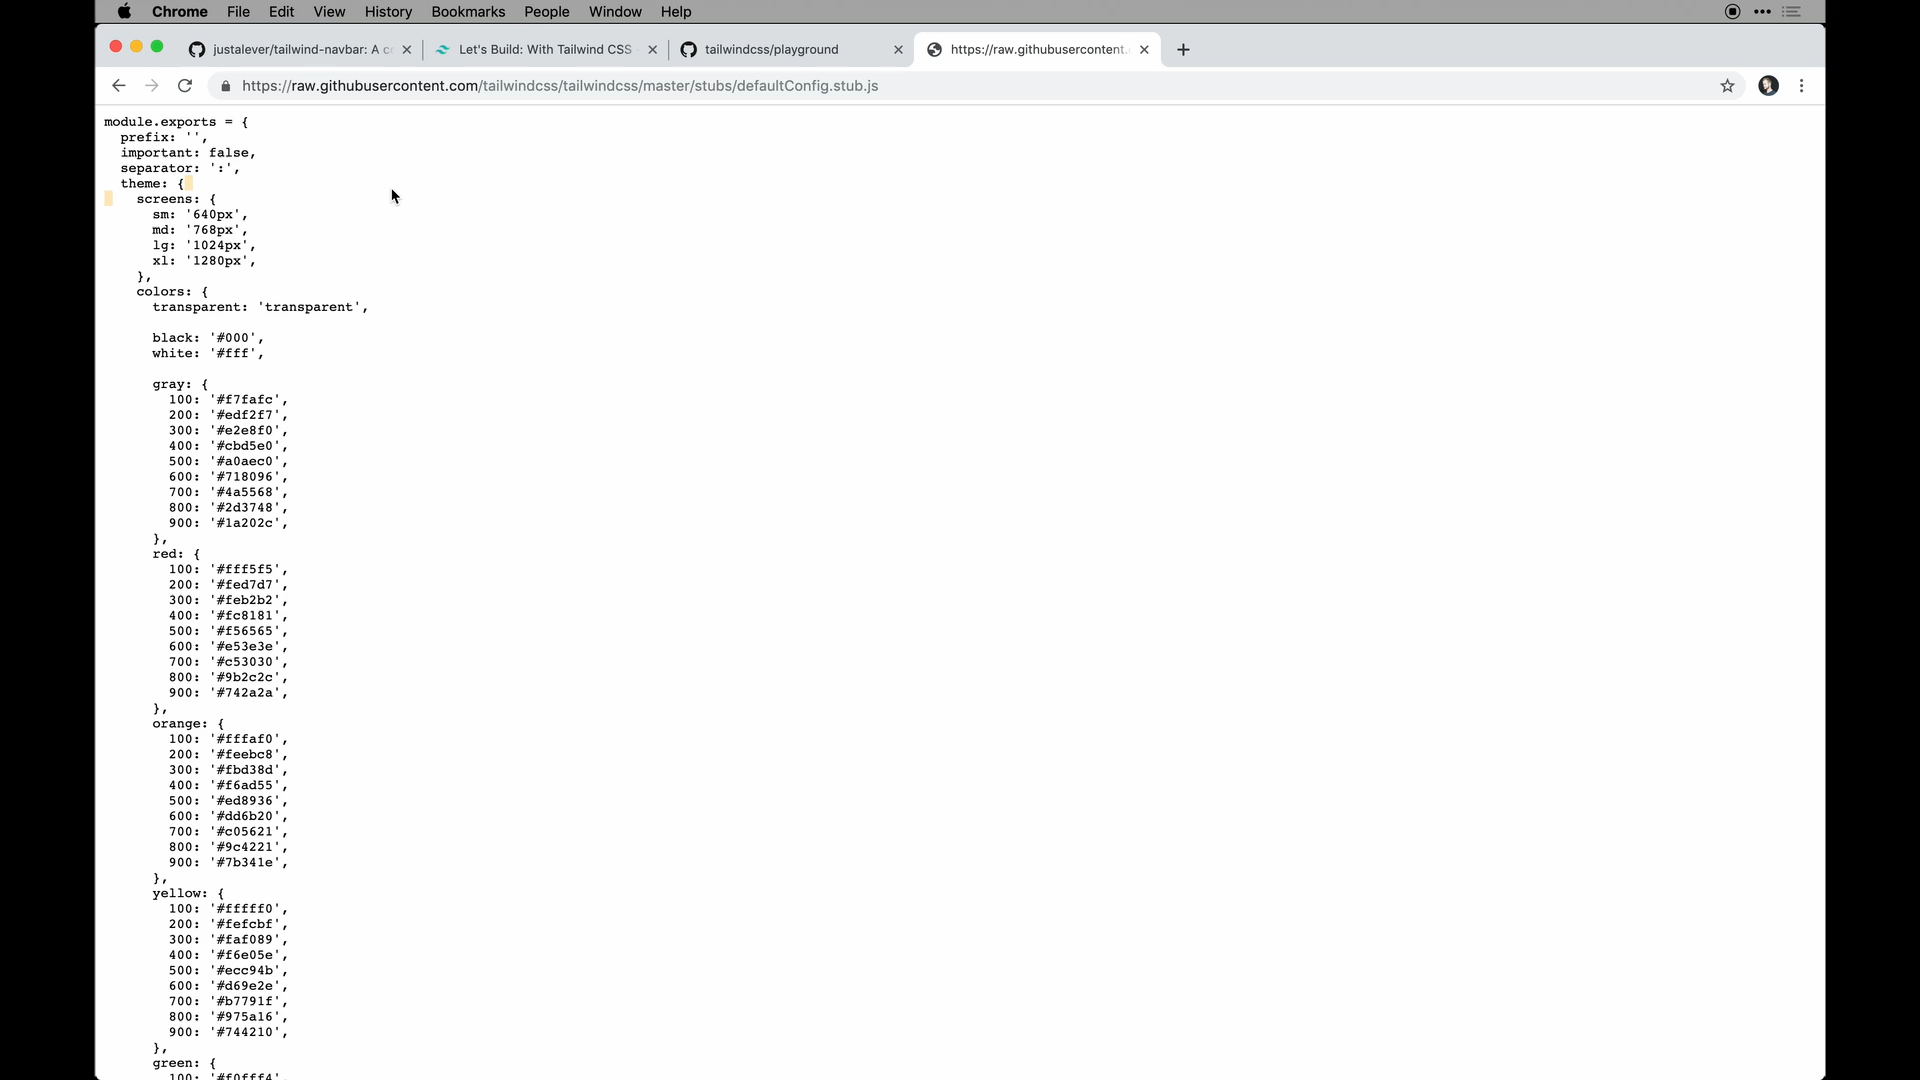 Chrome File Edit View History Bookmarks People Window Help
justalever/tailwind-navbar: A c
Let's Build: With Tailwind CSS
tailwindcss/playground
https://raw.githubusercontent.
https://raw.githubusercontent.com/tailwindcss/tailwindcss/master/stubs/defaultConfig.stub.js
module.exports = {
prefix: '',
important: false,
separator: ':',
theme: {
screens: {
sm: '640px',
md: '768px',
lg: '1024px',
xl: '1280px',
},
colors: {
transparent: 'transparent',
black: '#000',
white: '#fff',
gray: {
100: '#f7fafc',
200: '#edf2f7',
300: '#e2e8f0',
400: '#cbd5e0',
500: '#a0aec0',
600: '#718096',
700: '#4a5568',
800: '#2d3748',
900: '#1a202c',
},
red: {
100: '#fff5f5',
200: '#fed7d7',
300: '#feb2b2',
400: '#fc8181',
500: '#f56565',
600: '#e53e3e',
700: '#c53030',
800: '#9b2c2c',
900: '#742a2a',
},
orange: {
100: '#fffaf0',
200: '#feebc8',
300: '#fbd38d',
400: '#f6ad55',
500: '#ed8936',
600: '#dd6b20',
700: '#c05621',
800: '#9c4221',
900: '#7b341e',
},
yellow: {
100: '#fffff0',
200: '#fefcbf',
300: '#faf089',
400: '#f6e05e',
500: '#ecc94b',
600: '#d69e2e',
700: '#b7791f',
800: '#975a16',
900: '#744210',
},
green: {
100: '#f0fff4',